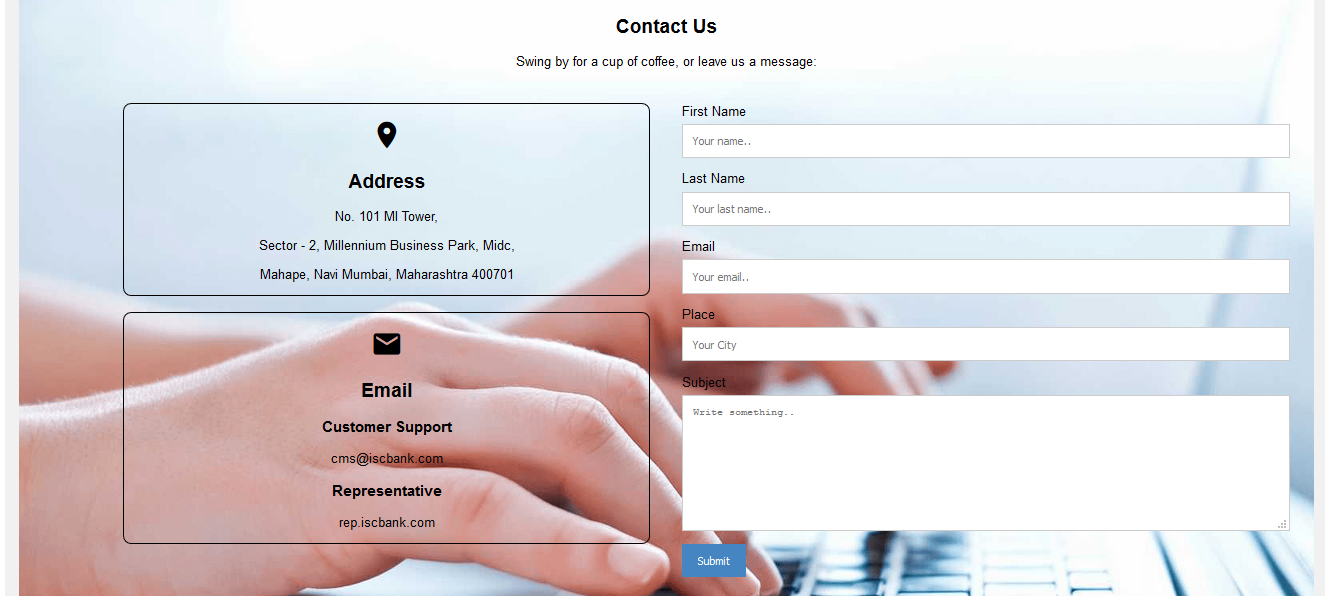 Contact Us
Swing by for a cup of coffee, or leave us a message:
Address
No. 101 Ml Tower,
Sector - 2, Millennium Business Park, Midc,
Mahape, Navi Mumbai, Maharashtra 400701
Email
Customer Support
cms@iscbank.com
Representative
rep.iscbank.com
First Name
Your name..
Last Name
Your last name..
Email
Your email..
Place
Your City
Subject
Write something..
Submit